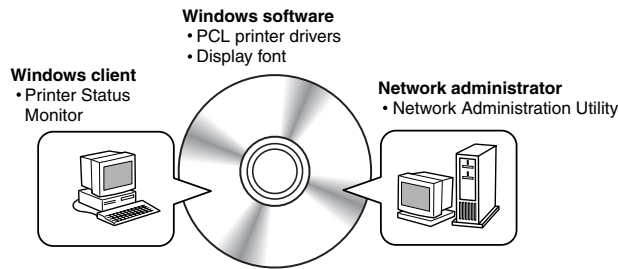 Windows software
• PCL printer drivers
• Display font
Windows client
• Printer Status
Monitor
Network administrator
• Network Administration Utility